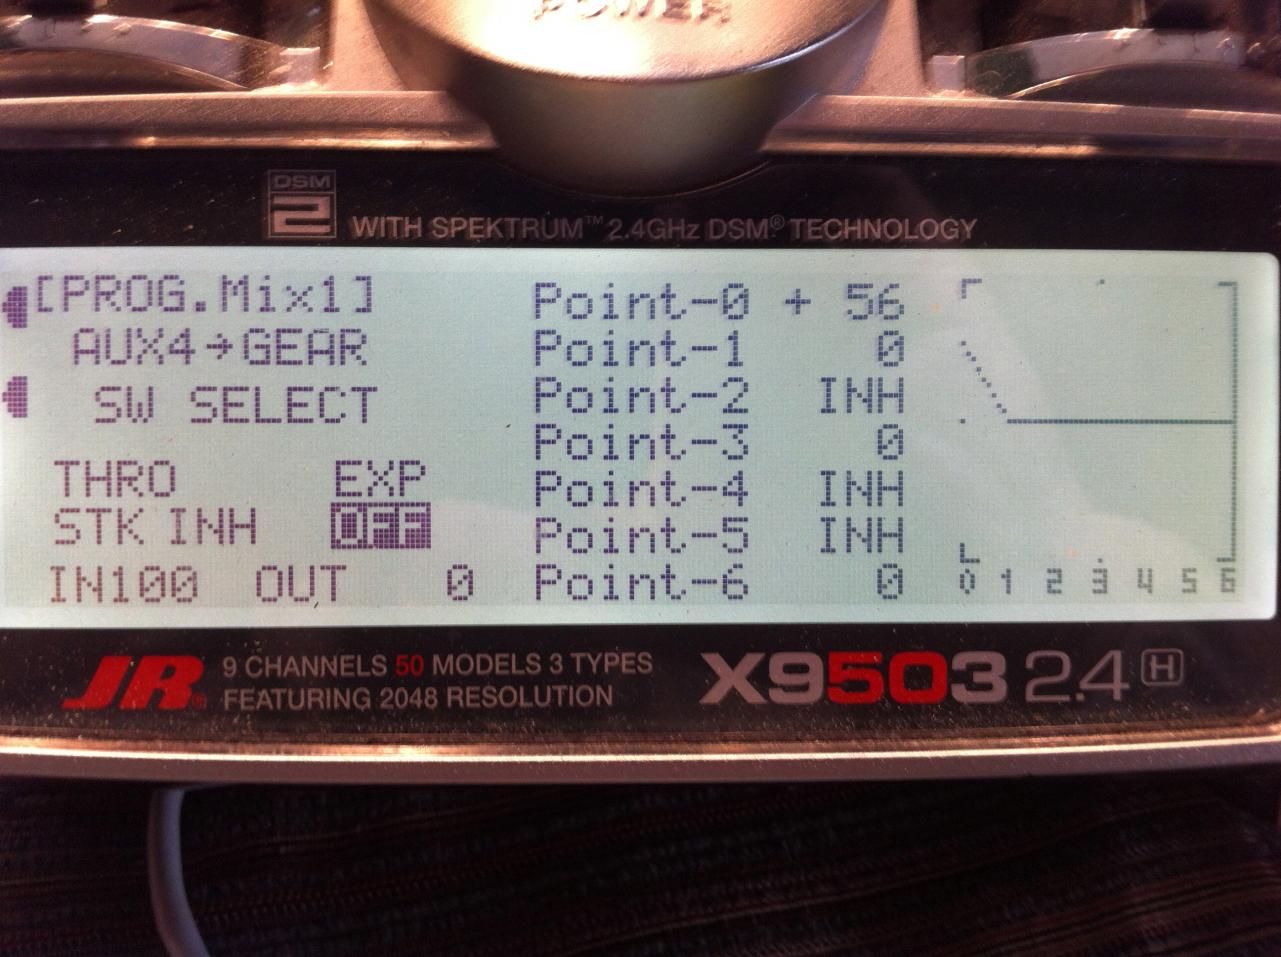 POWER
DSM
2
WITH SPEKTRUM™ 2.4GHz DSM® TECHNOLOGY
[PROG.Mix1]
AUX4→GEAR
SW SELECT
THRO EXP
STK INH OFF
IN100 OUT 0
Point-0 + 56
Point-1 0
Point-2 INH
Point-3 0
Point-4 INH
Point-5 INH
Point-6 0
0 1 2 3 4 5 6
JR®
9 CHANNELS 50 MODELS 3 TYPES
FEATURING 2048 RESOLUTION
X9503 2.4 H